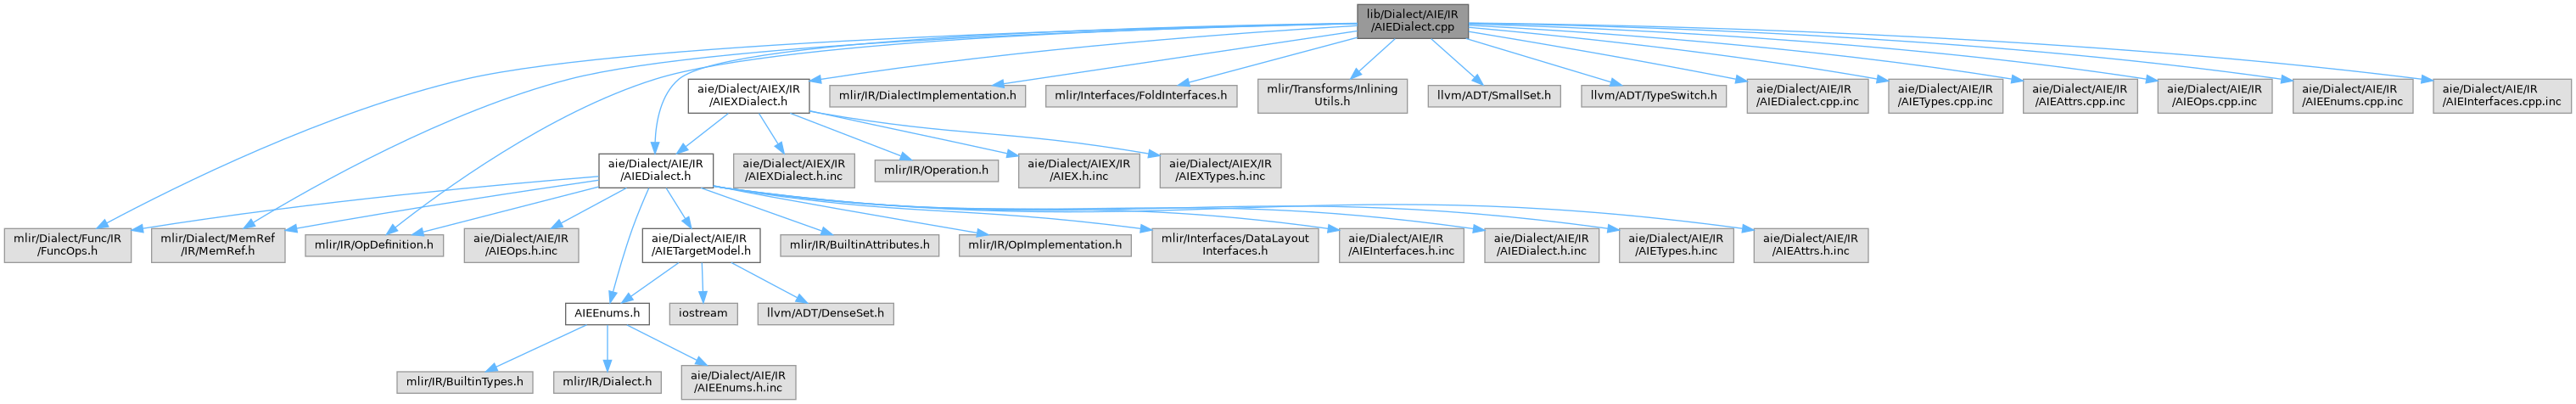 lib/Dialect/AIE/IR
/AIEDialect.cpp
aie/Dialect/AIEX/IR
/AIEXDialect.h
mlir/IR/DialectImplementation.h
mlir/Interfaces/FoldInterfaces.h
mlir/Transforms/Inlining
Utils.h
llvm/ADT/SmallSet.h
llvm/ADT/TypeSwitch.h
aie/Dialect/AIE/IR
/AIEDialect.cpp.inc
aie/Dialect/AIE/IR
/AIETypes.cpp.inc
aie/Dialect/AIE/IR
/AIEAttrs.cpp.inc
aie/Dialect/AIE/IR
/AIEOps.cpp.inc
aie/Dialect/AIE/IR
/AIEEnums.cpp.inc
aie/Dialect/AIE/IR
/AIEInterfaces.cpp.inc
aie/Dialect/AIE/IR
/AIEDialect.h
aie/Dialect/AIEX/IR
/AIEXDialect.h.inc
mlir/IR/Operation.h
aie/Dialect/AIEX/IR
/AIEX.h.inc
aie/Dialect/AIEX/IR
/AIEXTypes.h.inc
mlir/Dialect/Func/IR
/FuncOps.h
mlir/Dialect/MemRef
/IR/MemRef.h
mlir/IR/OpDefinition.h
aie/Dialect/AIE/IR
/AIEOps.h.inc
aie/Dialect/AIE/IR
/AIETargetModel.h
mlir/IR/BuiltinAttributes.h
mlir/IR/OpImplementation.h
mlir/Interfaces/DataLayout
Interfaces.h
aie/Dialect/AIE/IR
/AIEInterfaces.h.inc
aie/Dialect/AIE/IR
/AIEDialect.h.inc
aie/Dialect/AIE/IR
/AIETypes.h.inc
aie/Dialect/AIE/IR
/AIEAttrs.h.inc
AIEEnums.h
iostream
llvm/ADT/DenseSet.h
mlir/IR/BuiltinTypes.h
mlir/IR/Dialect.h
aie/Dialect/AIE/IR
/AIEEnums.h.inc